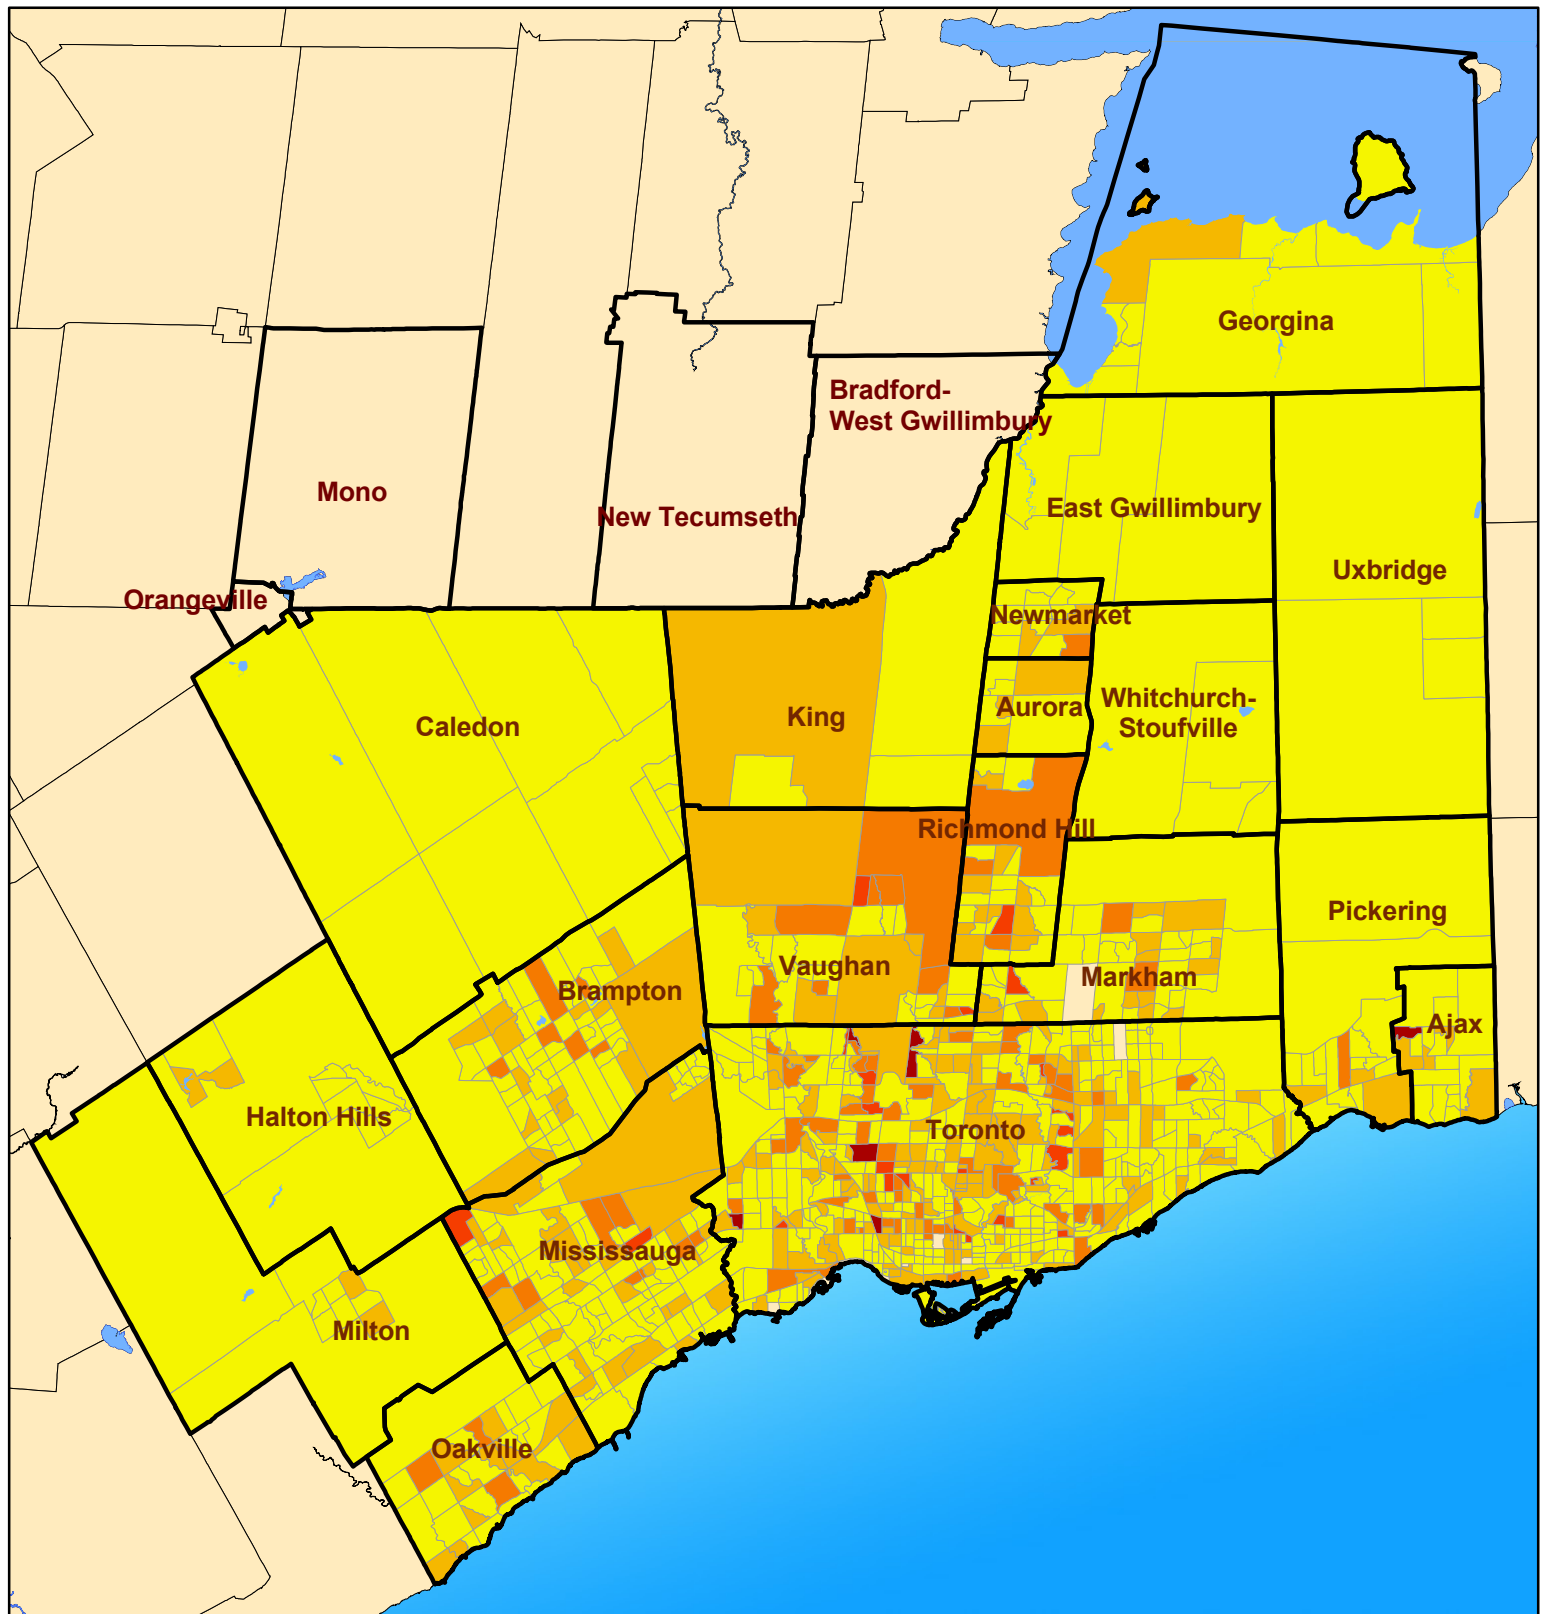 Georgina
Bradford-
West Gwillimbury
Mono
New Tecumseth
East Gwillimbury
Uxbridge
Orangeville
Newmarket
Caledon
King
Aurora
Whitchurch-
Stoufville
Richmond Hill
Pickering
Vaughan
Markham
Brampton
Ajax
Halton Hills
Toronto
Mississauga
Milton
Oakville